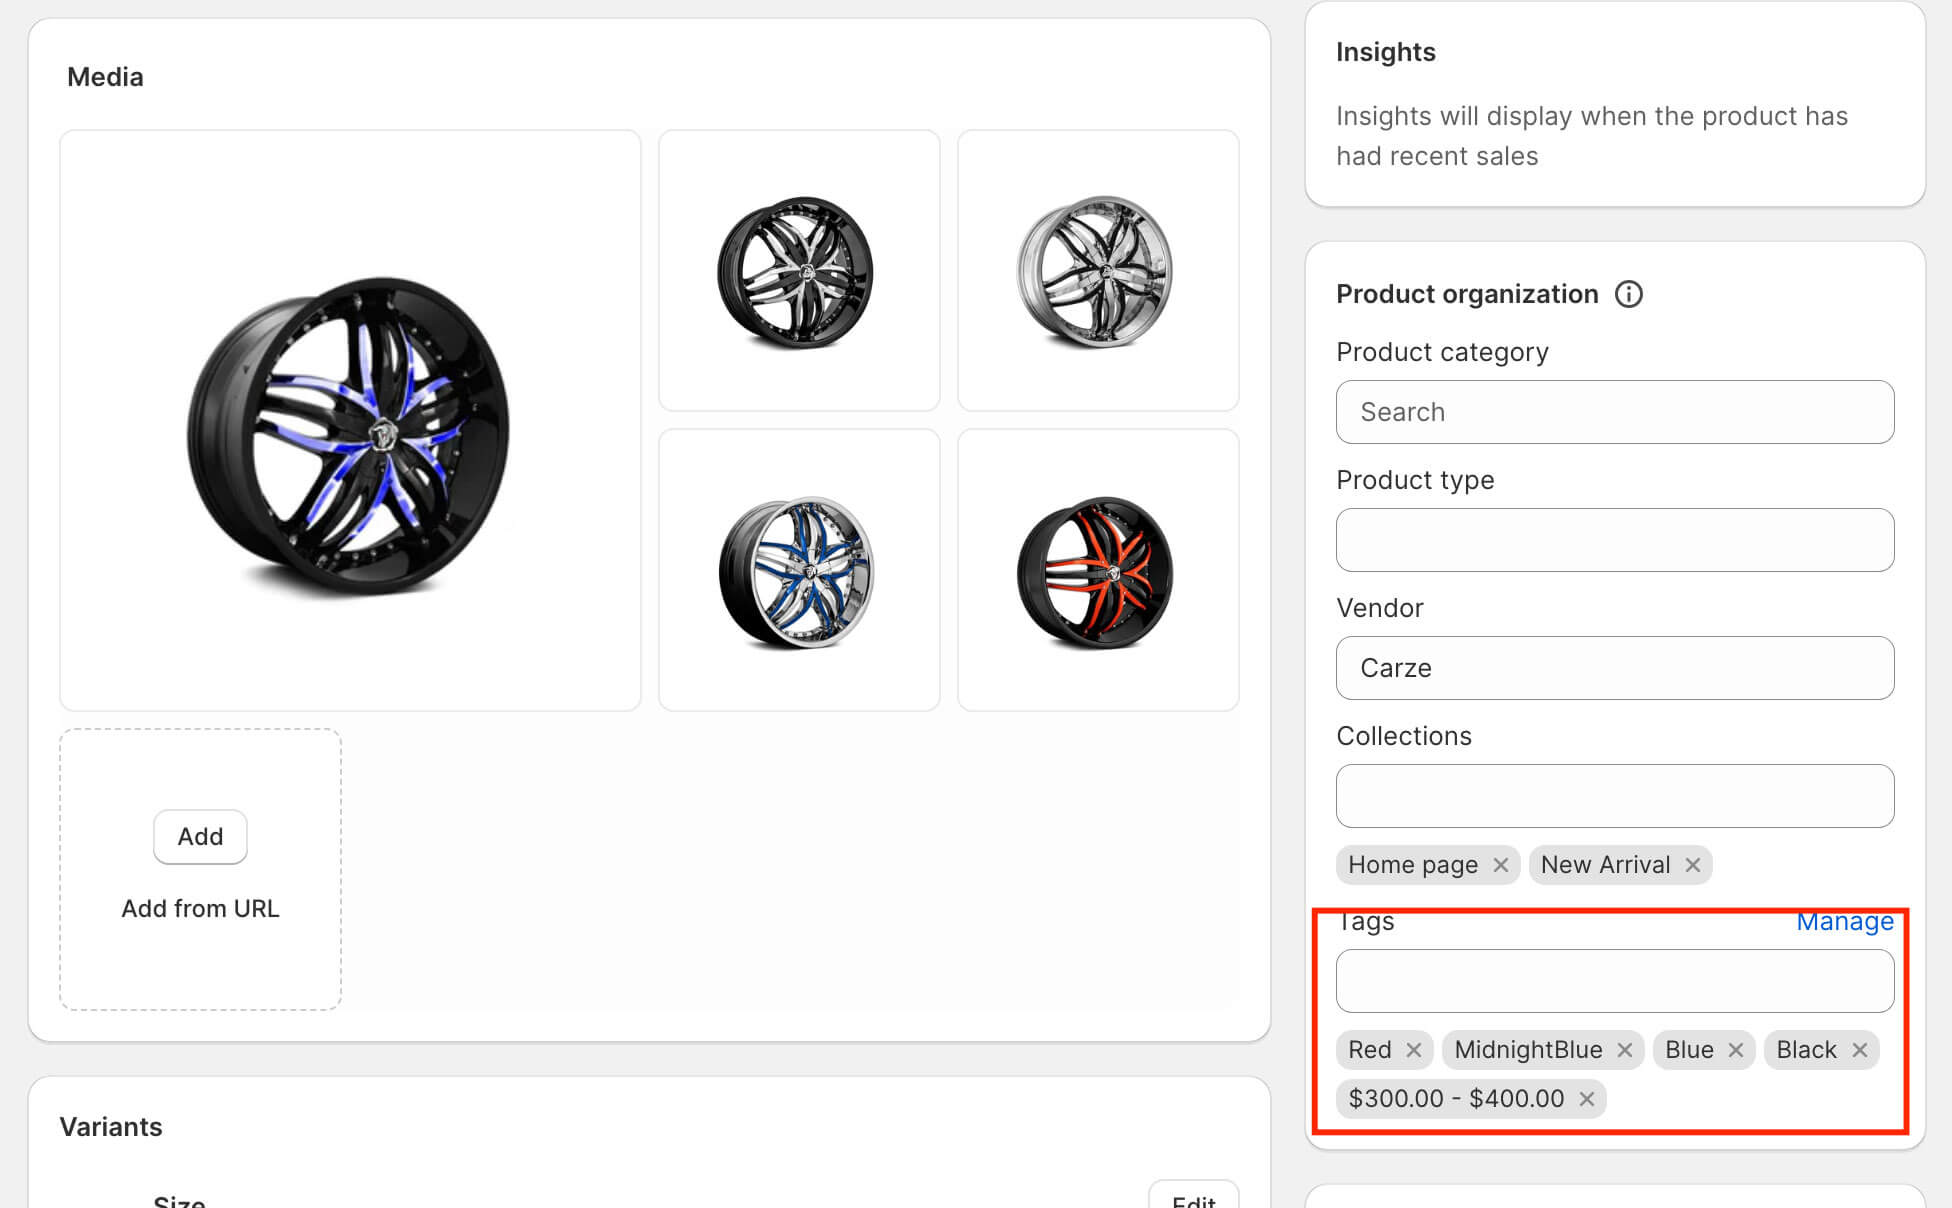 Media
Add
Add from URL
Variants
Size
Edit
Insights
Insights will display when the product has
had recent sales
Product organization
Product category
Search
Product type
Vendor
Carze
Collections
Home page
New Arrival
Tags
Manage
Red
MidnightBlue
Blue
Black
$300.00 - $400.00